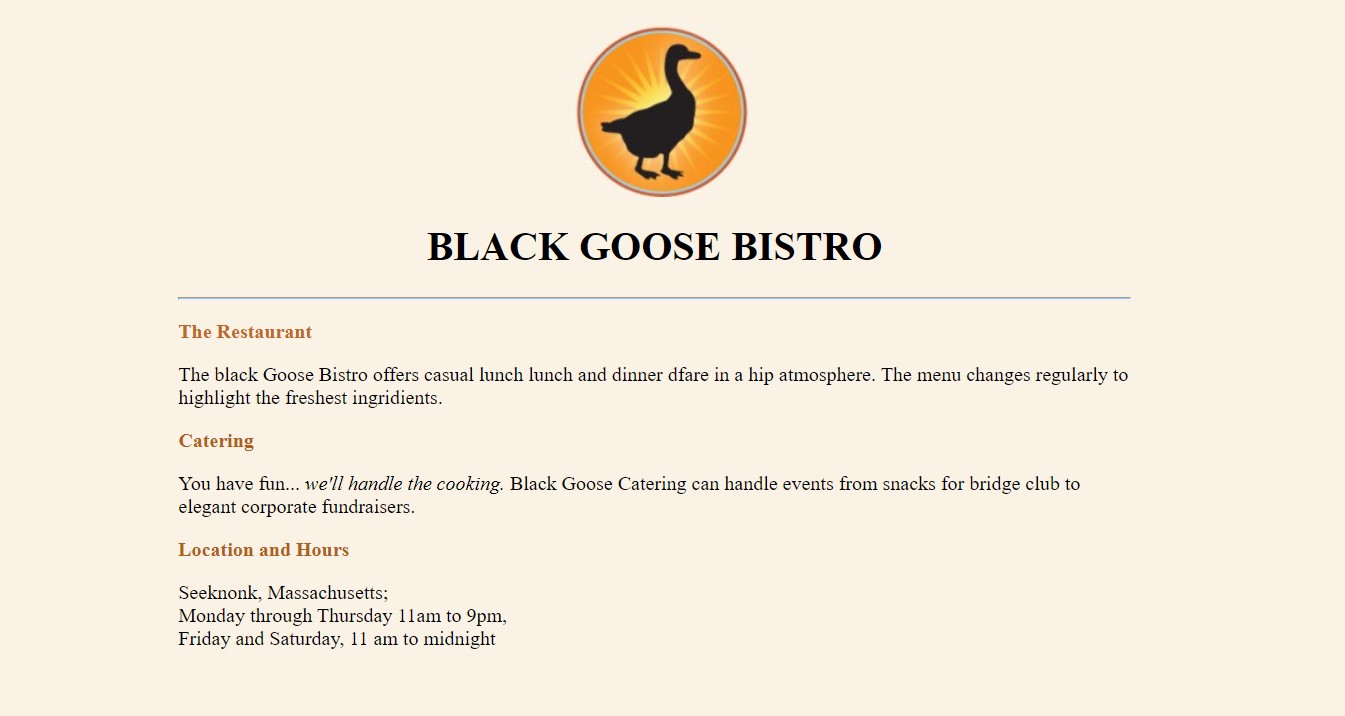 BLACK GOOSE BISTRO
The Restaurant
The black Goose Bistro offers casual lunch lunch and dinner dfare in a hip atmosphere. The menu changes regularly to
highlight the freshest ingridients.
Catering
You have fun... we'll handle the cooking. Black Goose Catering can handle events from snacks for bridge club to
elegant corporate fundraisers.
Location and Hours
Seeknonk, Massachusetts;
Monday through Thursday 11am to 9pm,
Friday and Saturday, 11 am to midnight